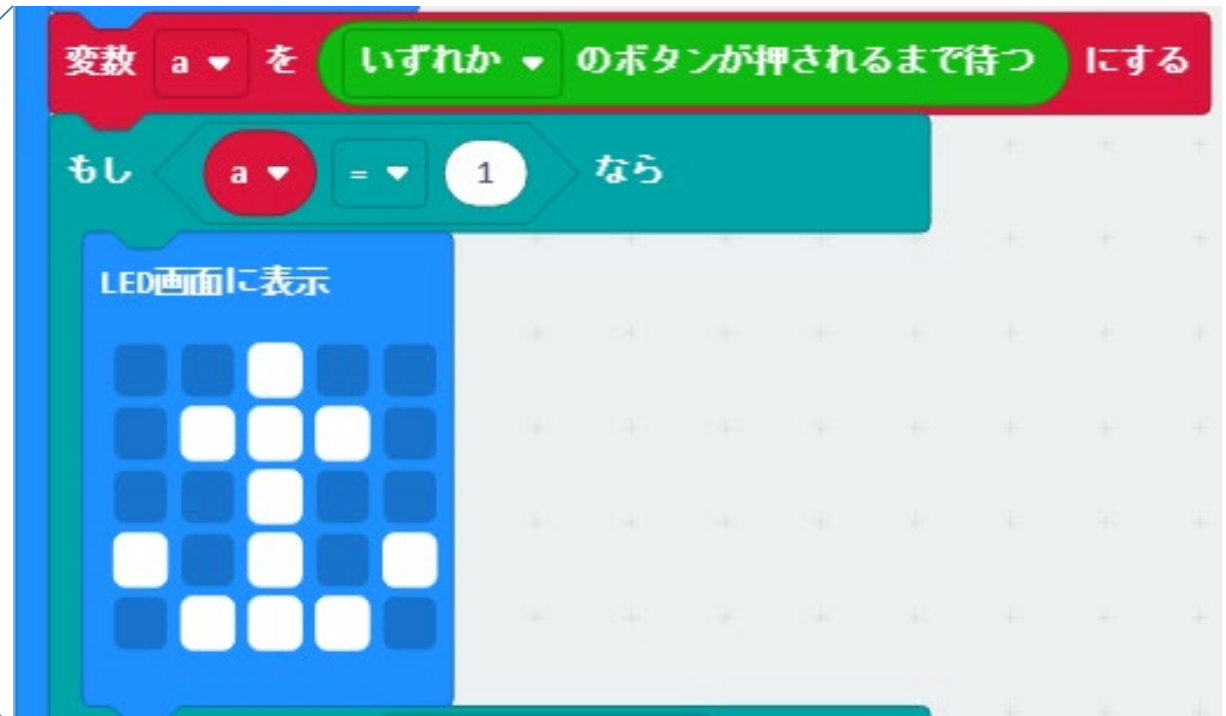 変数 a を いずれか のボタンが押されるまで待つ にする
もし a = 1 なら
LED画面に表示